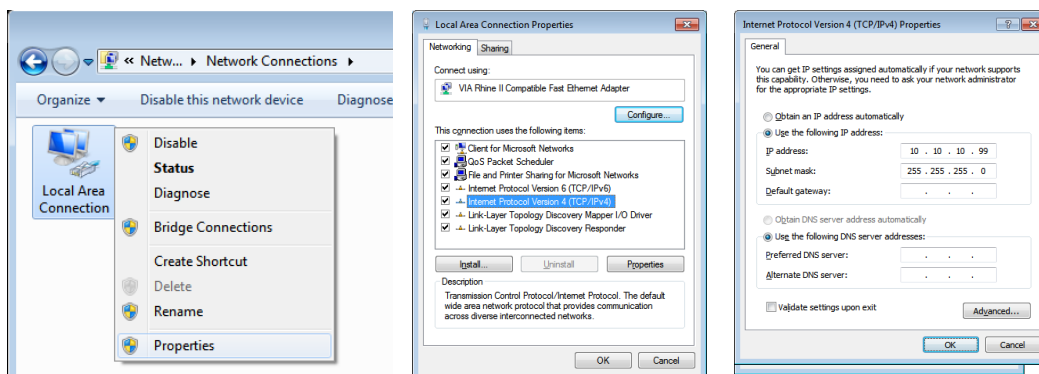 « Netw... ▸ Network Connections ▸
Organize ▾ Disable this network device Diagnose
Local Area
Connection
Disable
Status
Diagnose
Bridge Connections
Create Shortcut
Delete
Rename
Properties
Local Area Connection Properties
Networking Sharing
Connect using:
VIA Rhine II Compatible Fast Ethernet Adapter
Configure...
This connection uses the following items:
Client for Microsoft Networks
QoS Packet Scheduler
File and Printer Sharing for Microsoft Networks
Internet Protocol Version 6 (TCP/IPv6)
Internet Protocol Version 4 (TCP/IPv4)
Link-Layer Topology Discovery Mapper I/O Driver
Link-Layer Topology Discovery Responder
Install... Uninstall Properties
Description
Transmission Control Protocol/Internet Protocol. The default
wide area network protocol that provides communication
across diverse interconnected networks.
OK Cancel
Internet Protocol Version 4 (TCP/IPv4) Properties
General
You can get IP settings assigned automatically if your network supports
this capability. Otherwise, you need to ask your network administrator
for the appropriate IP settings.
Obtain an IP address automatically
Use the following IP address:
IP address: 10 . 10 . 10 . 99
Subnet mask: 255 . 255 . 255 . 0
Default gateway: . . .
Obtain DNS server address automatically
Use the following DNS server addresses:
Preferred DNS server: . . .
Alternate DNS server: . . .
Validate settings upon exit Advanced...
OK Cancel